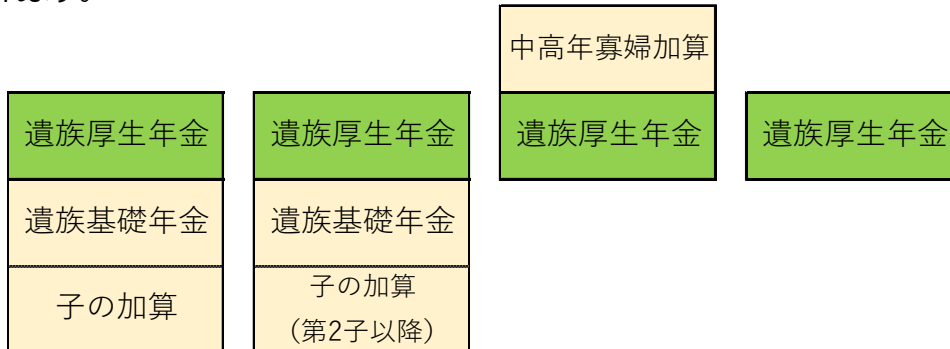 中高年寡婦加算
遺族厚生年金
遺族厚生年金
遺族厚生年金
遺族厚生年金
遺族基礎年金
遺族基礎年金
子の加算
子の加算
(第2子以降)